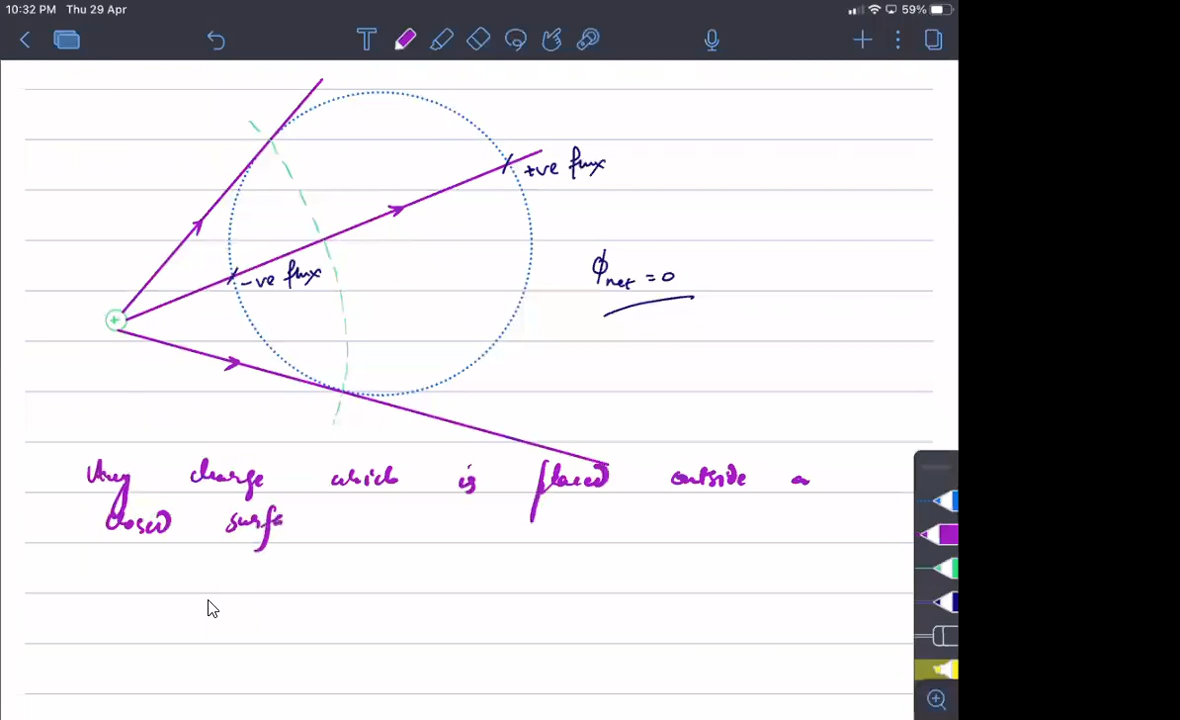 10:32 PM Thu 29 Apr
59%
T
+ve flux
-ve flux
ϕnet = 0
+
Any charge which is placed outside a
closed surfa